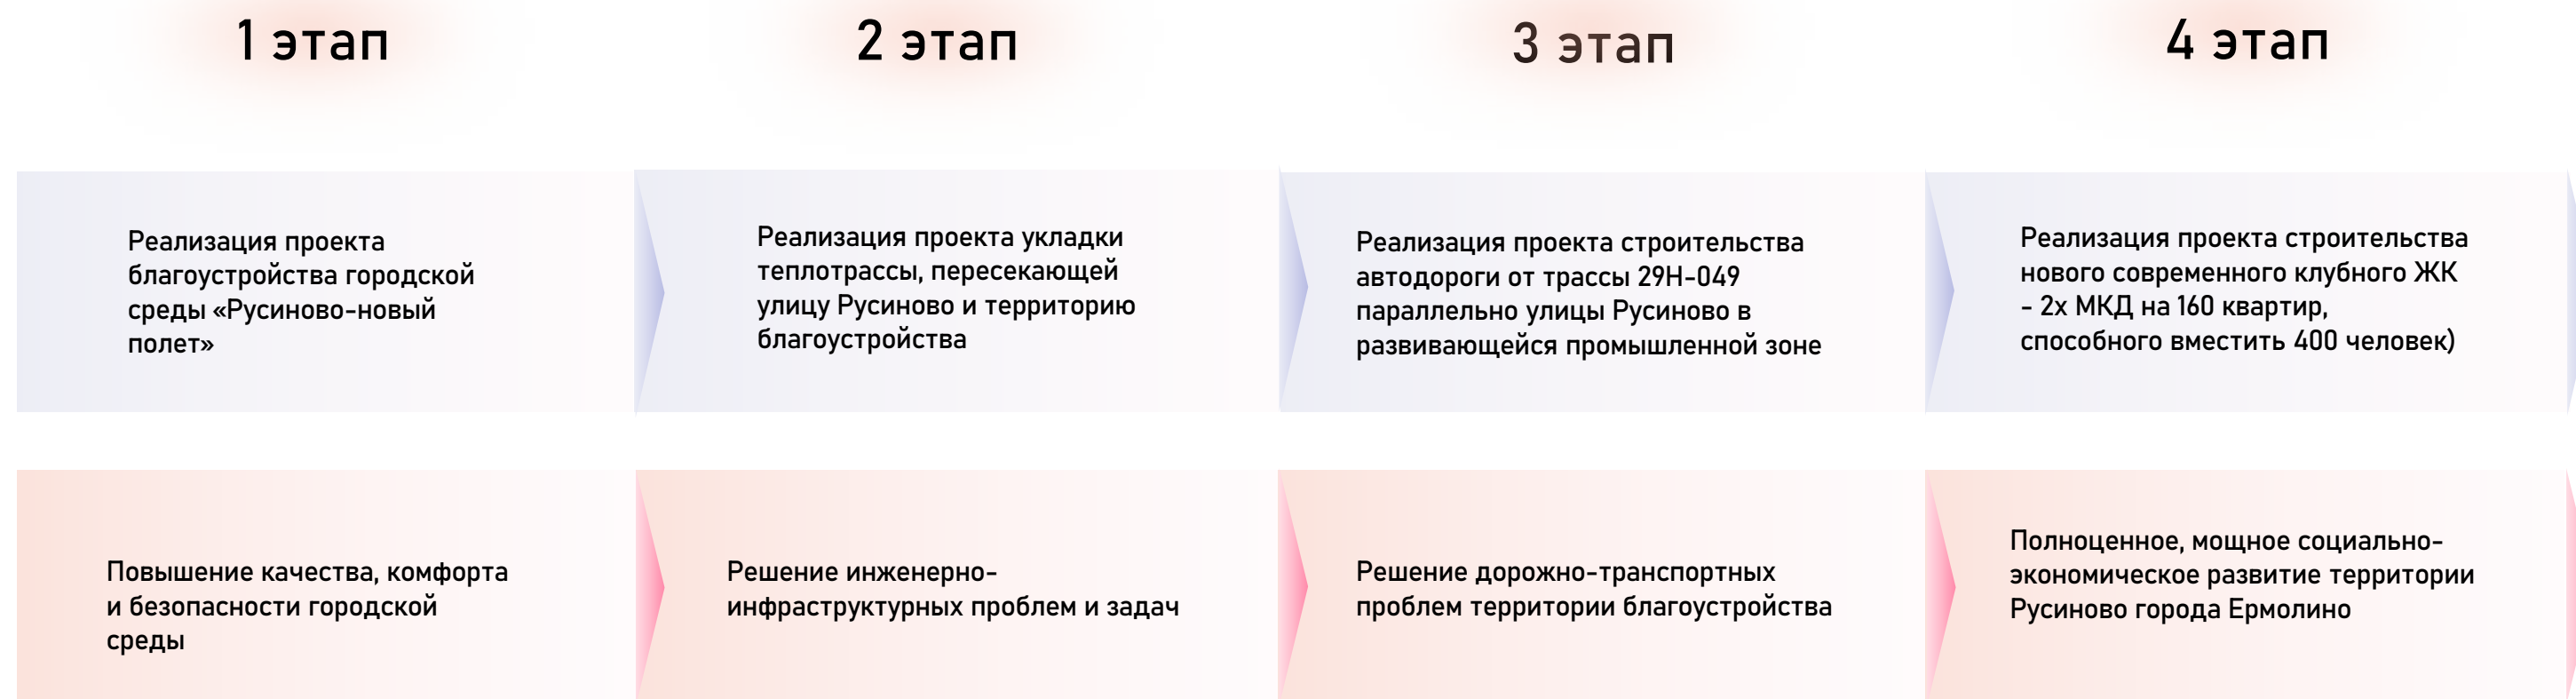 1 этап
2 этап
3 этап
4 этап
Реализация проекта
благоустройства городской
среды «Русиново-новый
полет»
Реализация проекта укладки
теплотрассы, пересекающей
улицу Русиново и территорию
благоустройства
Реализация проекта строительства
автодороги от трассы 29Н-049
параллельно улицы Русиново в
развивающейся промышленной зоне
Реализация проекта строительства
нового современного клубного ЖК
- 2х МКД на 160 квартир,
способного вместить 400 человек)
Повышение качества, комфорта
и безопасности городской
среды
Решение инженерно-
инфраструктурных проблем и задач
Решение дорожно-транспортных
проблем территории благоустройства
Полноценное, мощное социально-
экономическое развитие территории
Русиново города Ермолино